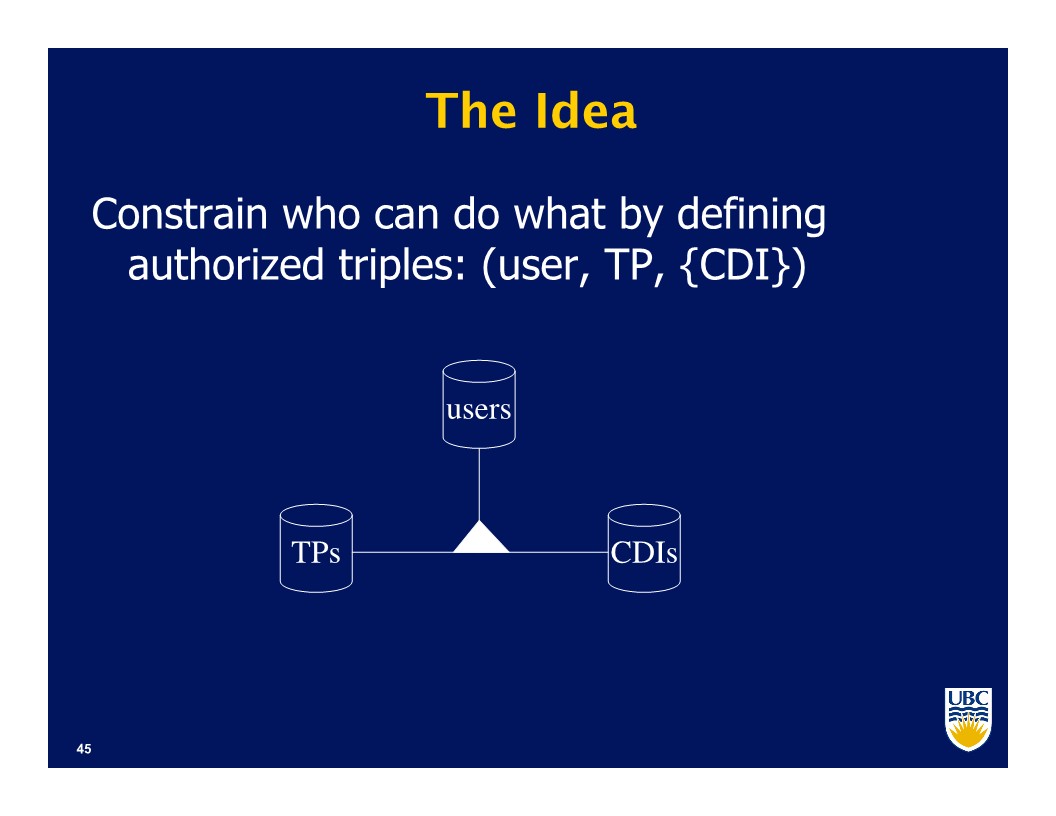 The Idea
Constrain who can do what by defining
authorized triples: (user, TP, {CDI})
users
TPs
CDIs
UBC
45